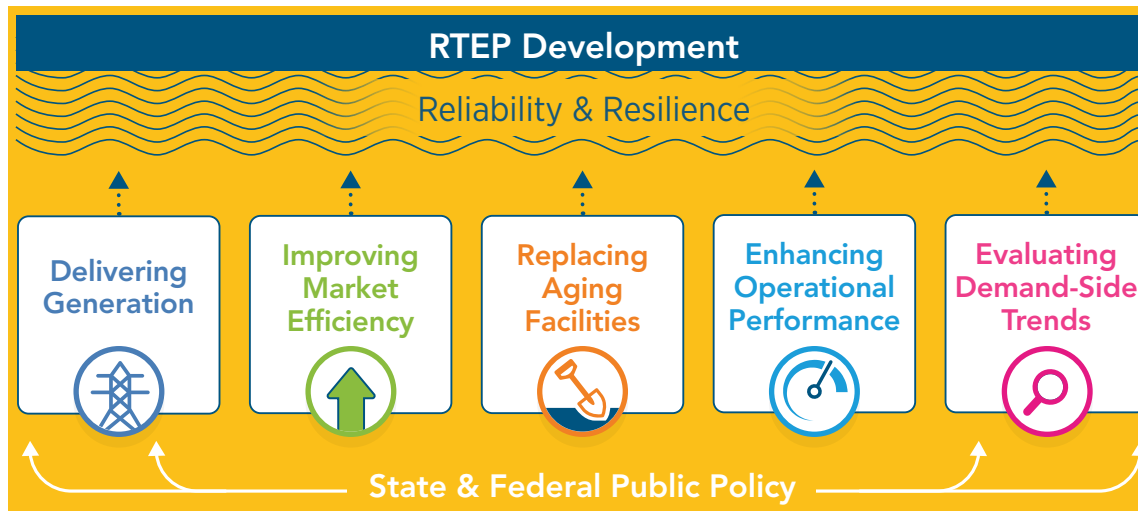 RTEP Development
Reliability & Resilience
Delivering
Generation
Improving
Market
Efficiency
Replacing
Aging
Facilities
Enhancing
Operational
Performance
Evaluating
Demand-Side
Trends
State & Federal Public Policy